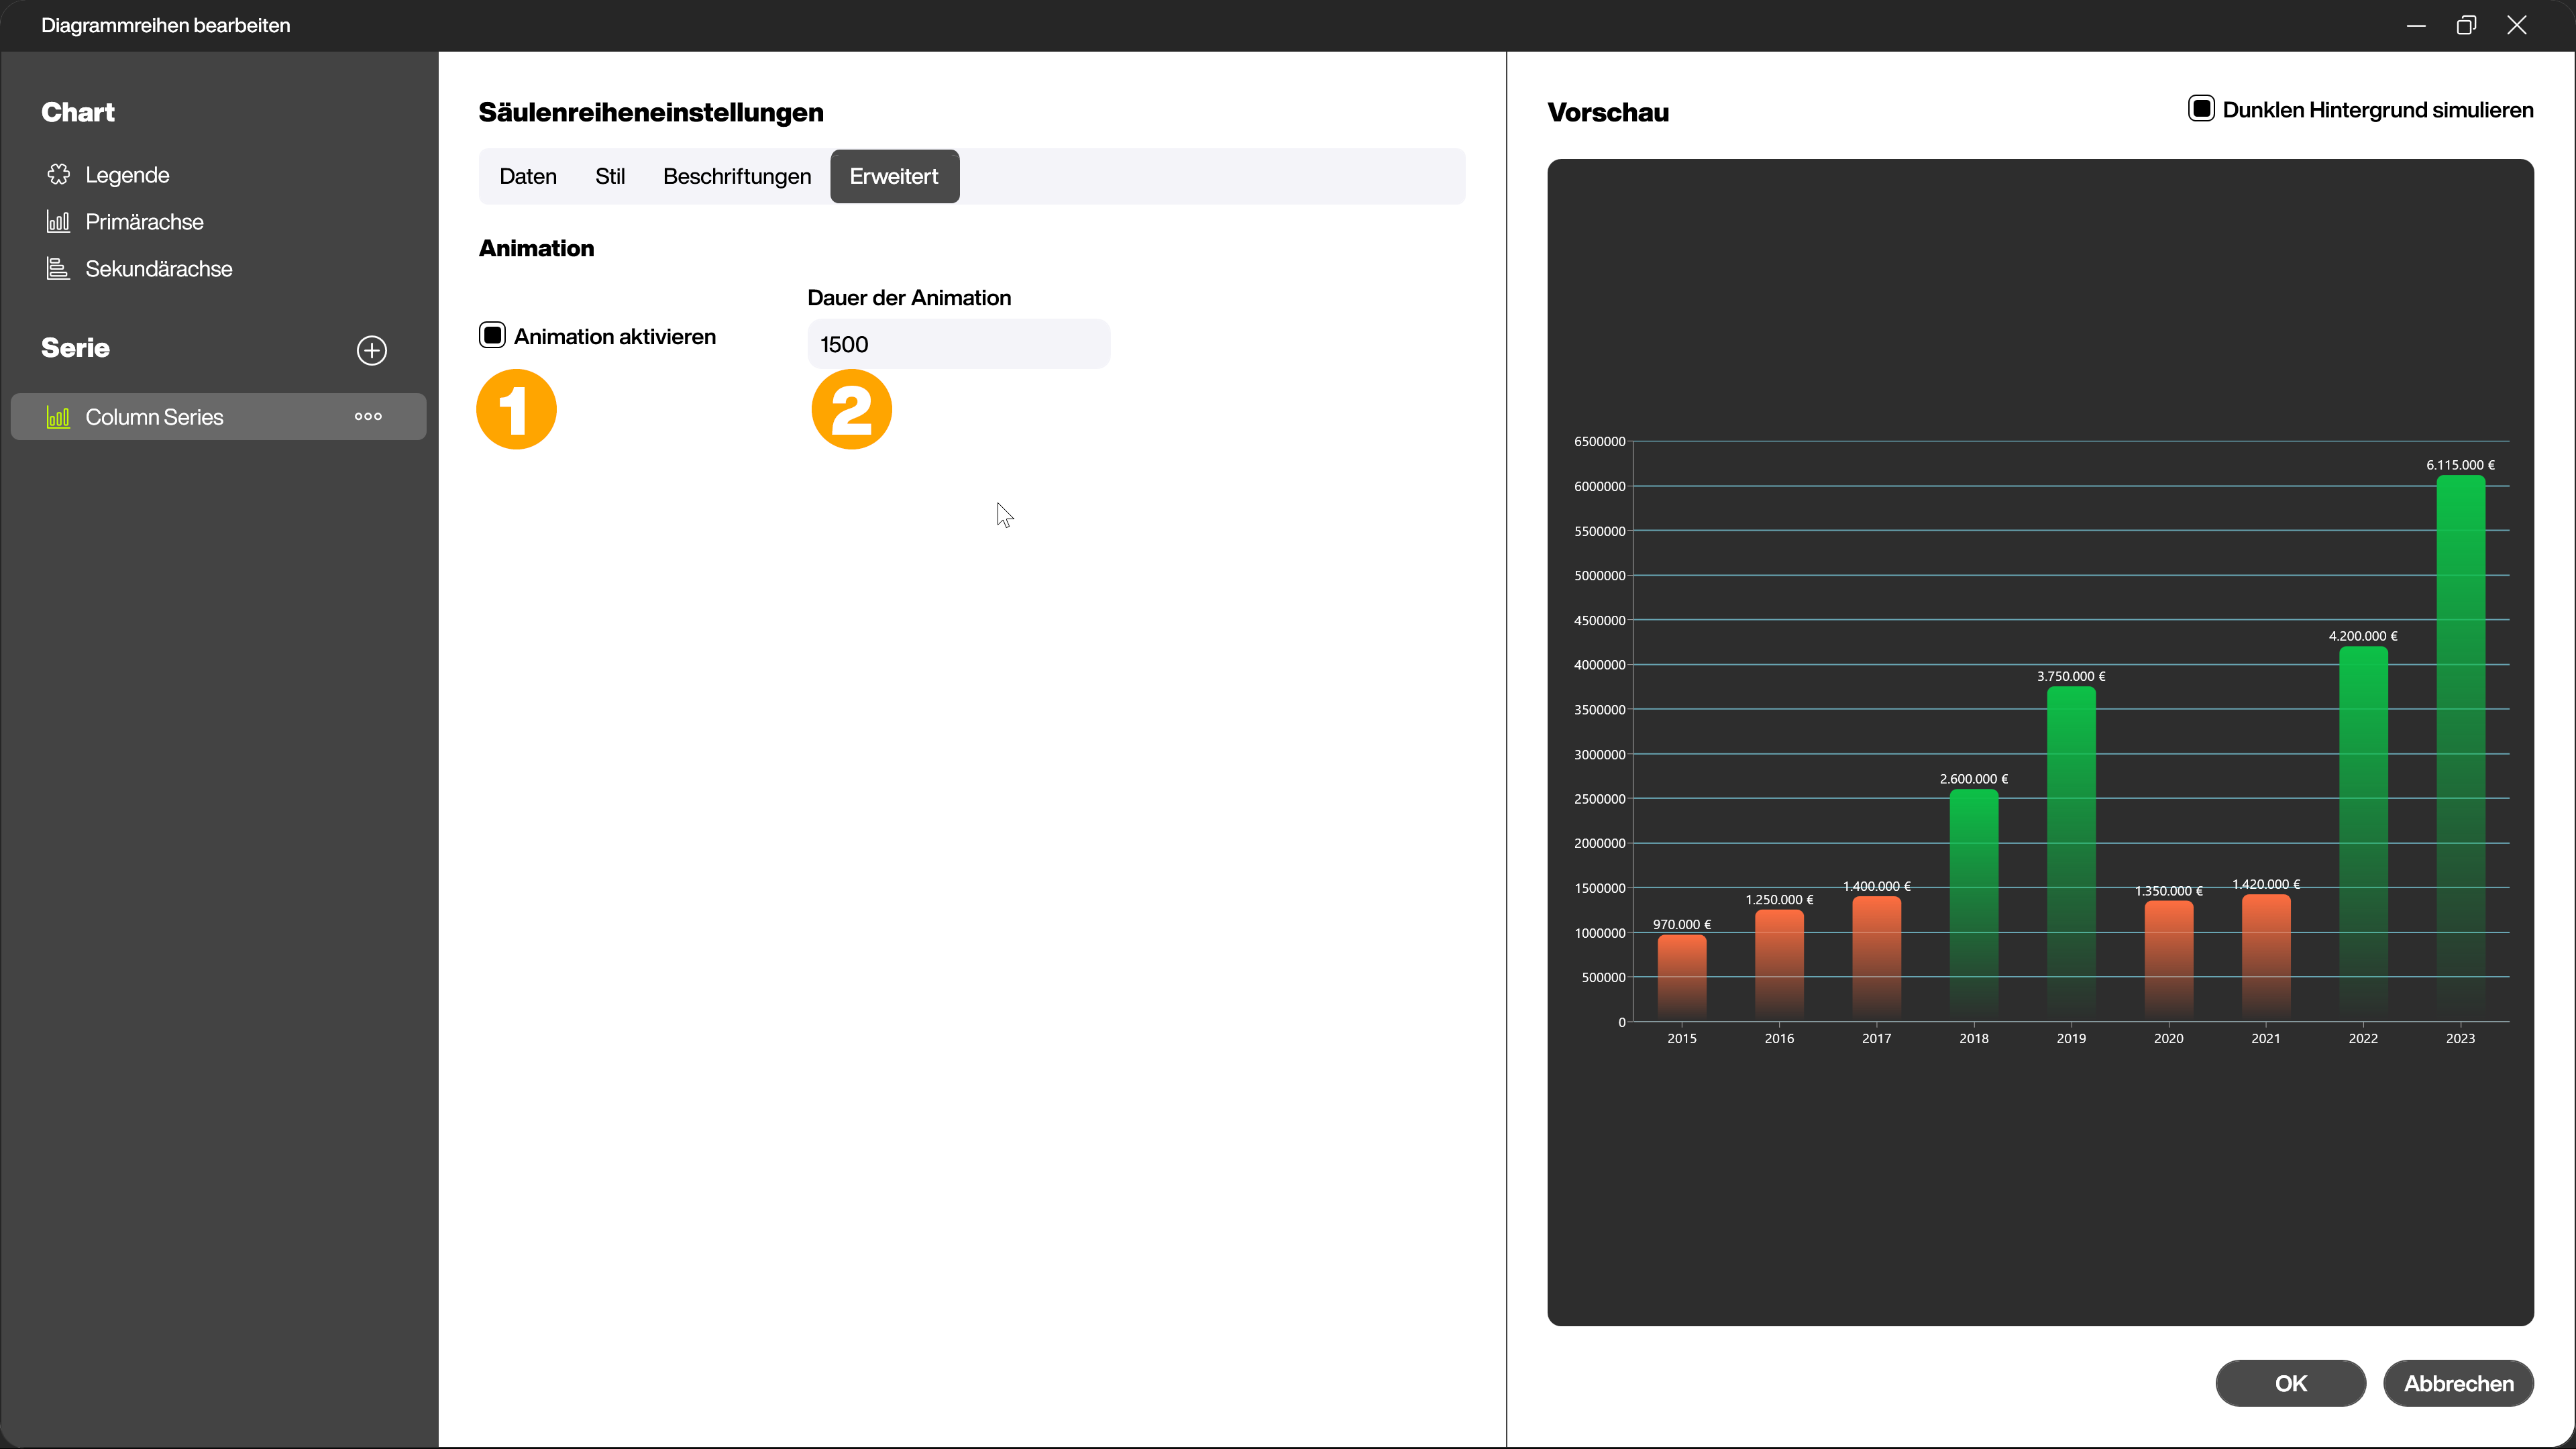 Diagrammreihen bearbeiten
Chart
Legende
Primärachse
Sekundärachse
Serie
Column Series
Säulenreiheneinstellungen
Daten Stil Beschriftungen Erweitert
Animation
Animation aktivieren
Dauer der Animation
1500
1 2
Vorschau
Dunklen Hintergrund simulieren
6500000
6000000
5500000
5000000
4500000
4000000
3500000
3000000
2500000
2000000
1500000
1000000
500000
0
970.000 €
1.250.000 €
1.400.000 €
2.600.000 €
3.750.000 €
1.350.000 €
1.420.000 €
4.200.000 €
6.115.000 €
2015 2016 2017 2018 2019 2020 2021 2022 2023
OK Abbrechen